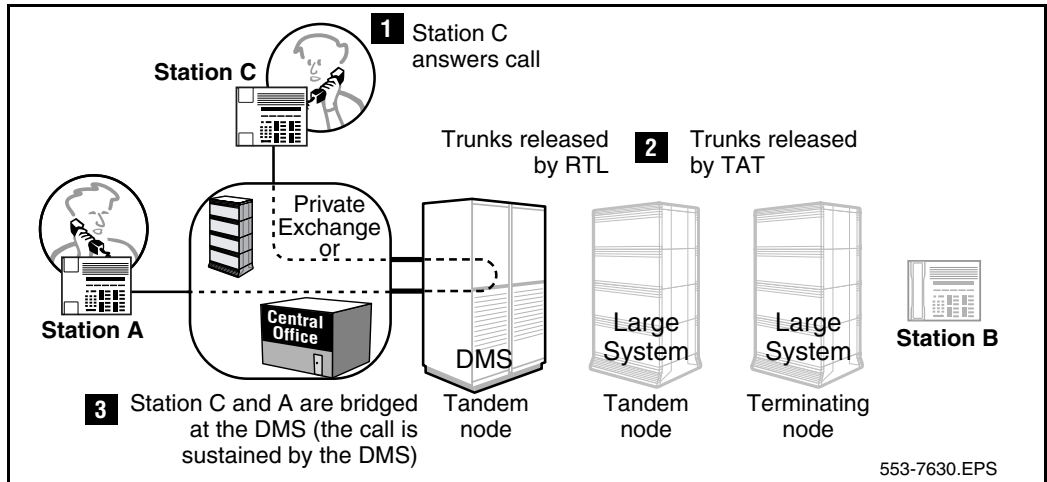 1 Station C
answers call
Station C
Trunks released
by RTL
2 Trunks released
by TAT
Private
Exchange
or
Central
Office
Station A
DMS
Large
System
Large
System
Station B
3 Station C and A are bridged
at the DMS (the call is
sustained by the DMS)
Tandem
node
Tandem
node
Terminating
node
553-7630.EPS